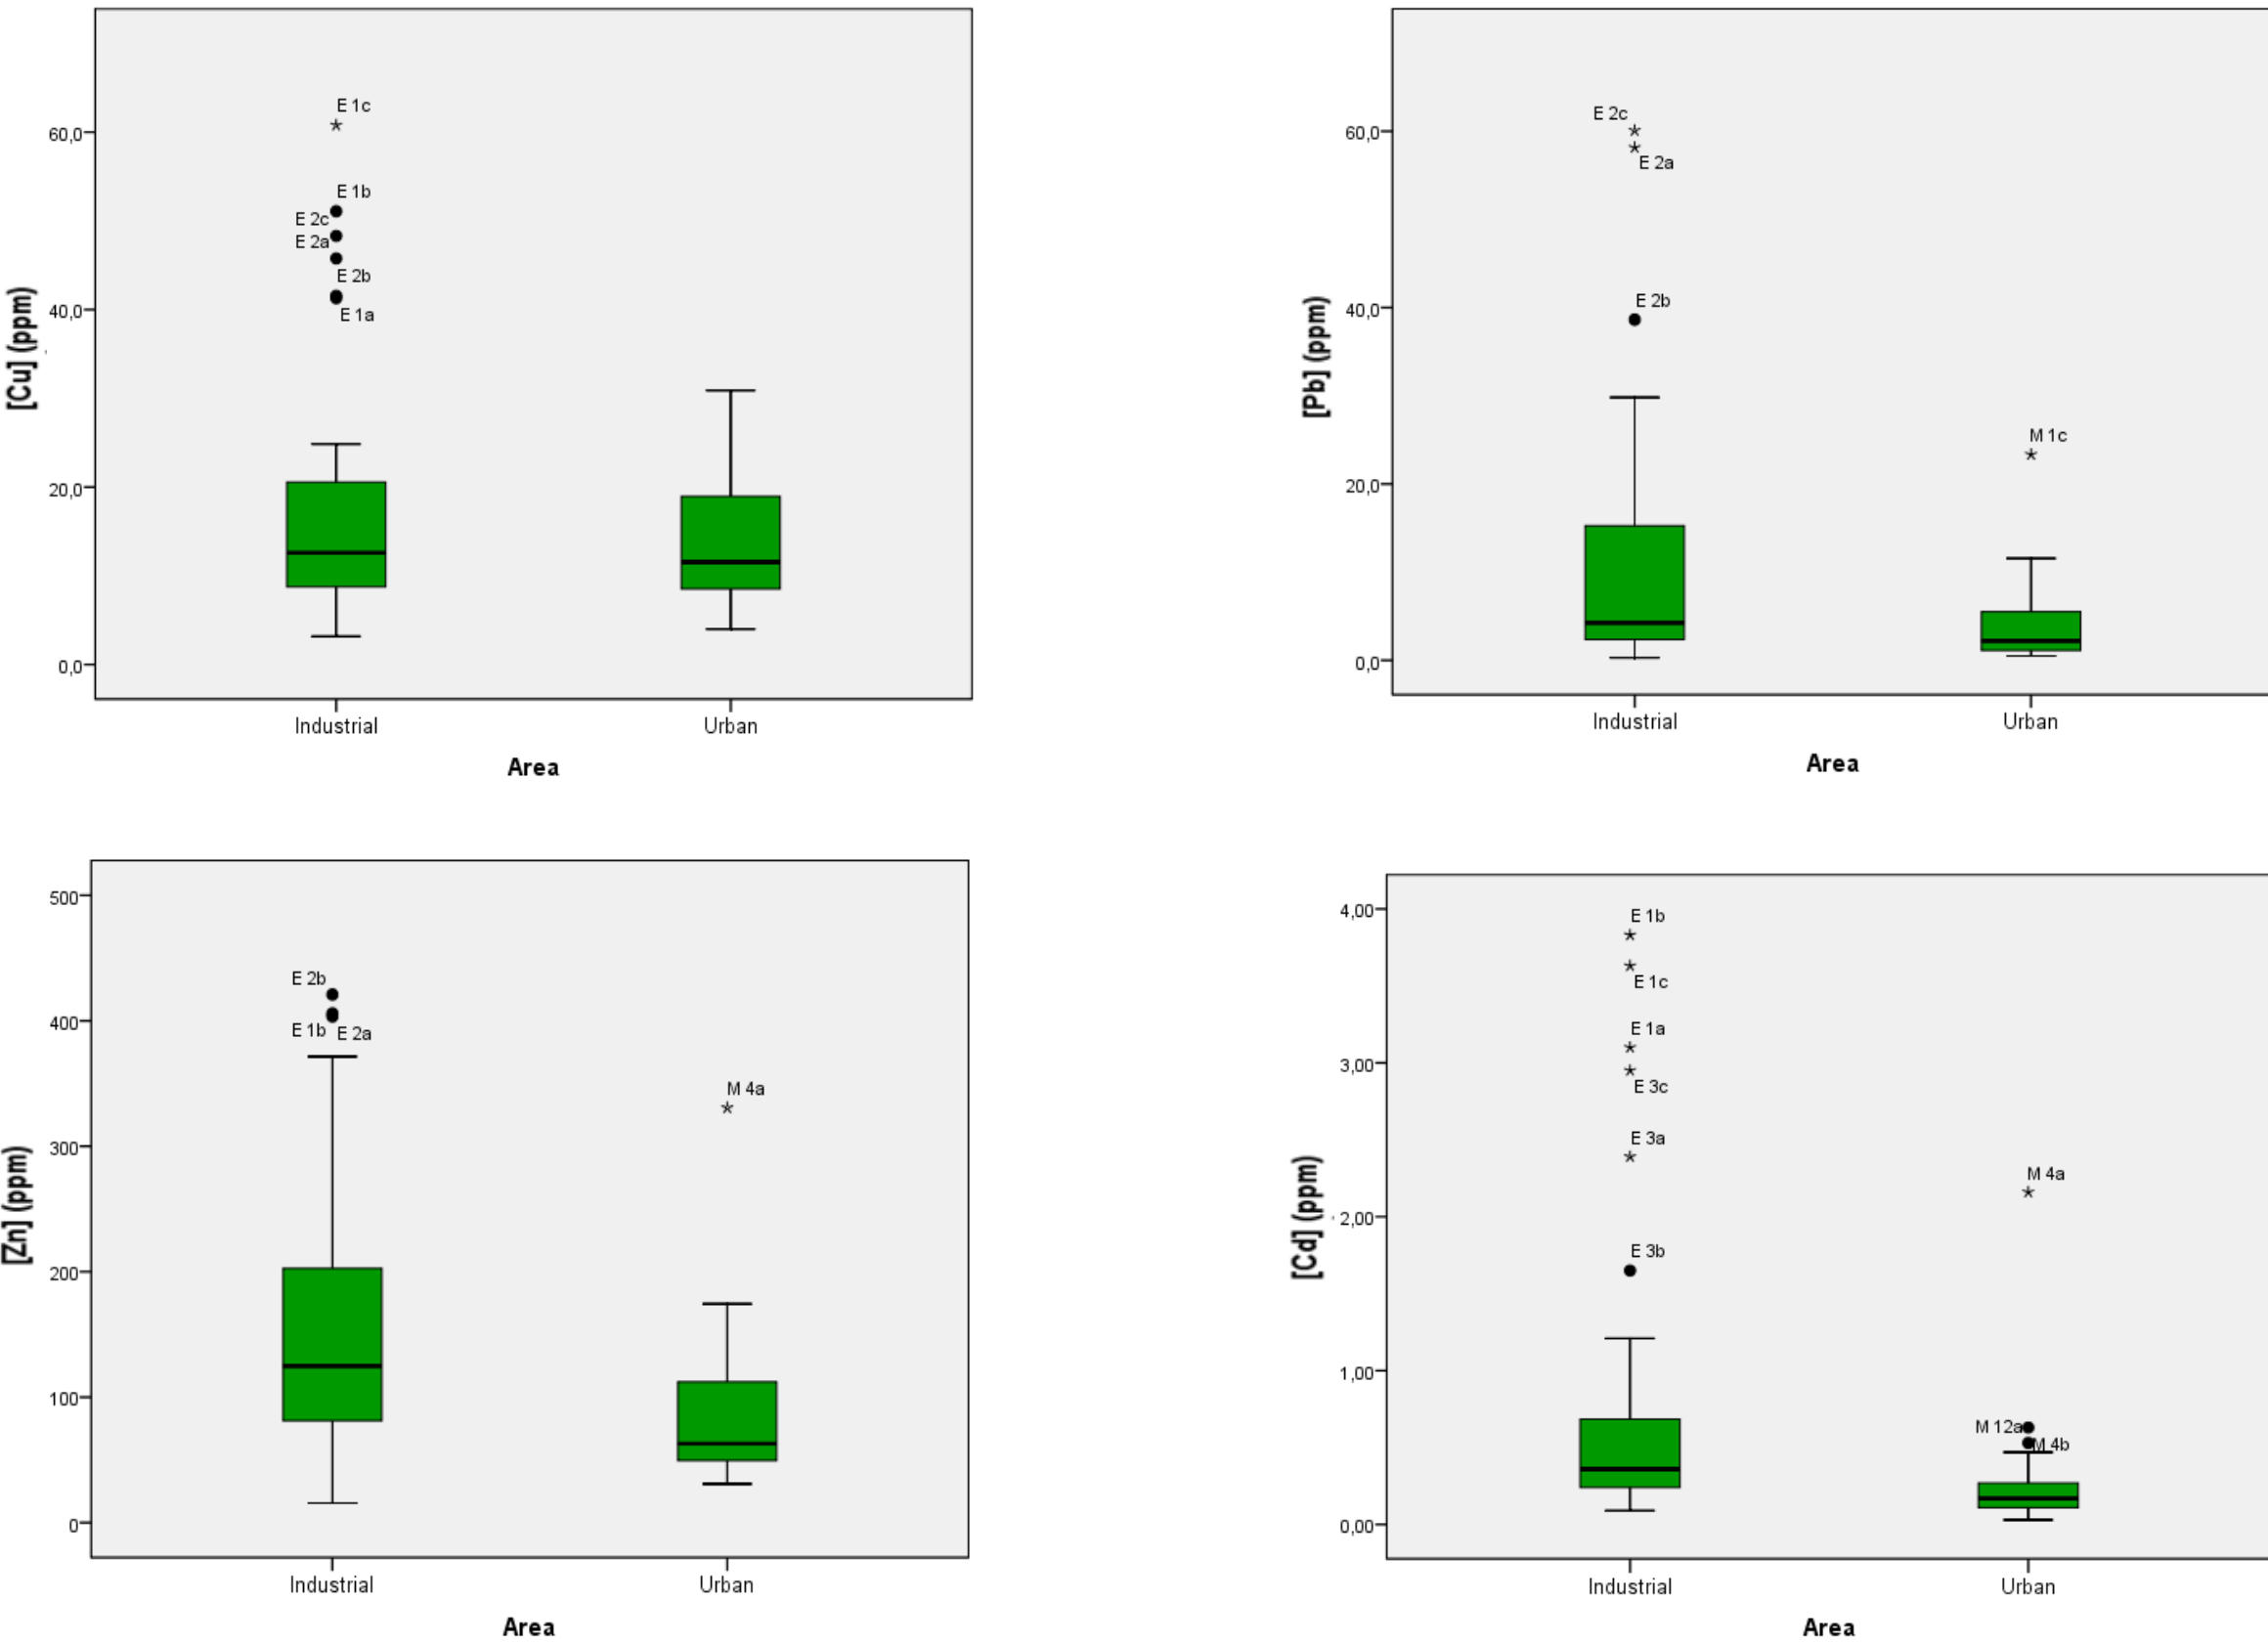 [Cu] (ppm)
60,0
40,0
20,0
0,0
E 1c
E 1b
E 2c
E 2a
E 2b
E 1a
Industrial
Urban
Area
[Pb] (ppm)
60,0
40,0
20,0
0,0
E 2c
E 2a
E 2b
M 1c
Industrial
Urban
Area
[Zn] (ppm)
500
400
300
200
100
0
E 2b
E 1b
E 2a
M 4a
Industrial
Urban
Area
[Cd] (ppm)
4,00
3,00
2,00
1,00
0,00
E 1b
E 1c
E 1a
E 3c
E 3a
E 3b
M 4a
M 12a
M 4b
Industrial
Urban
Area